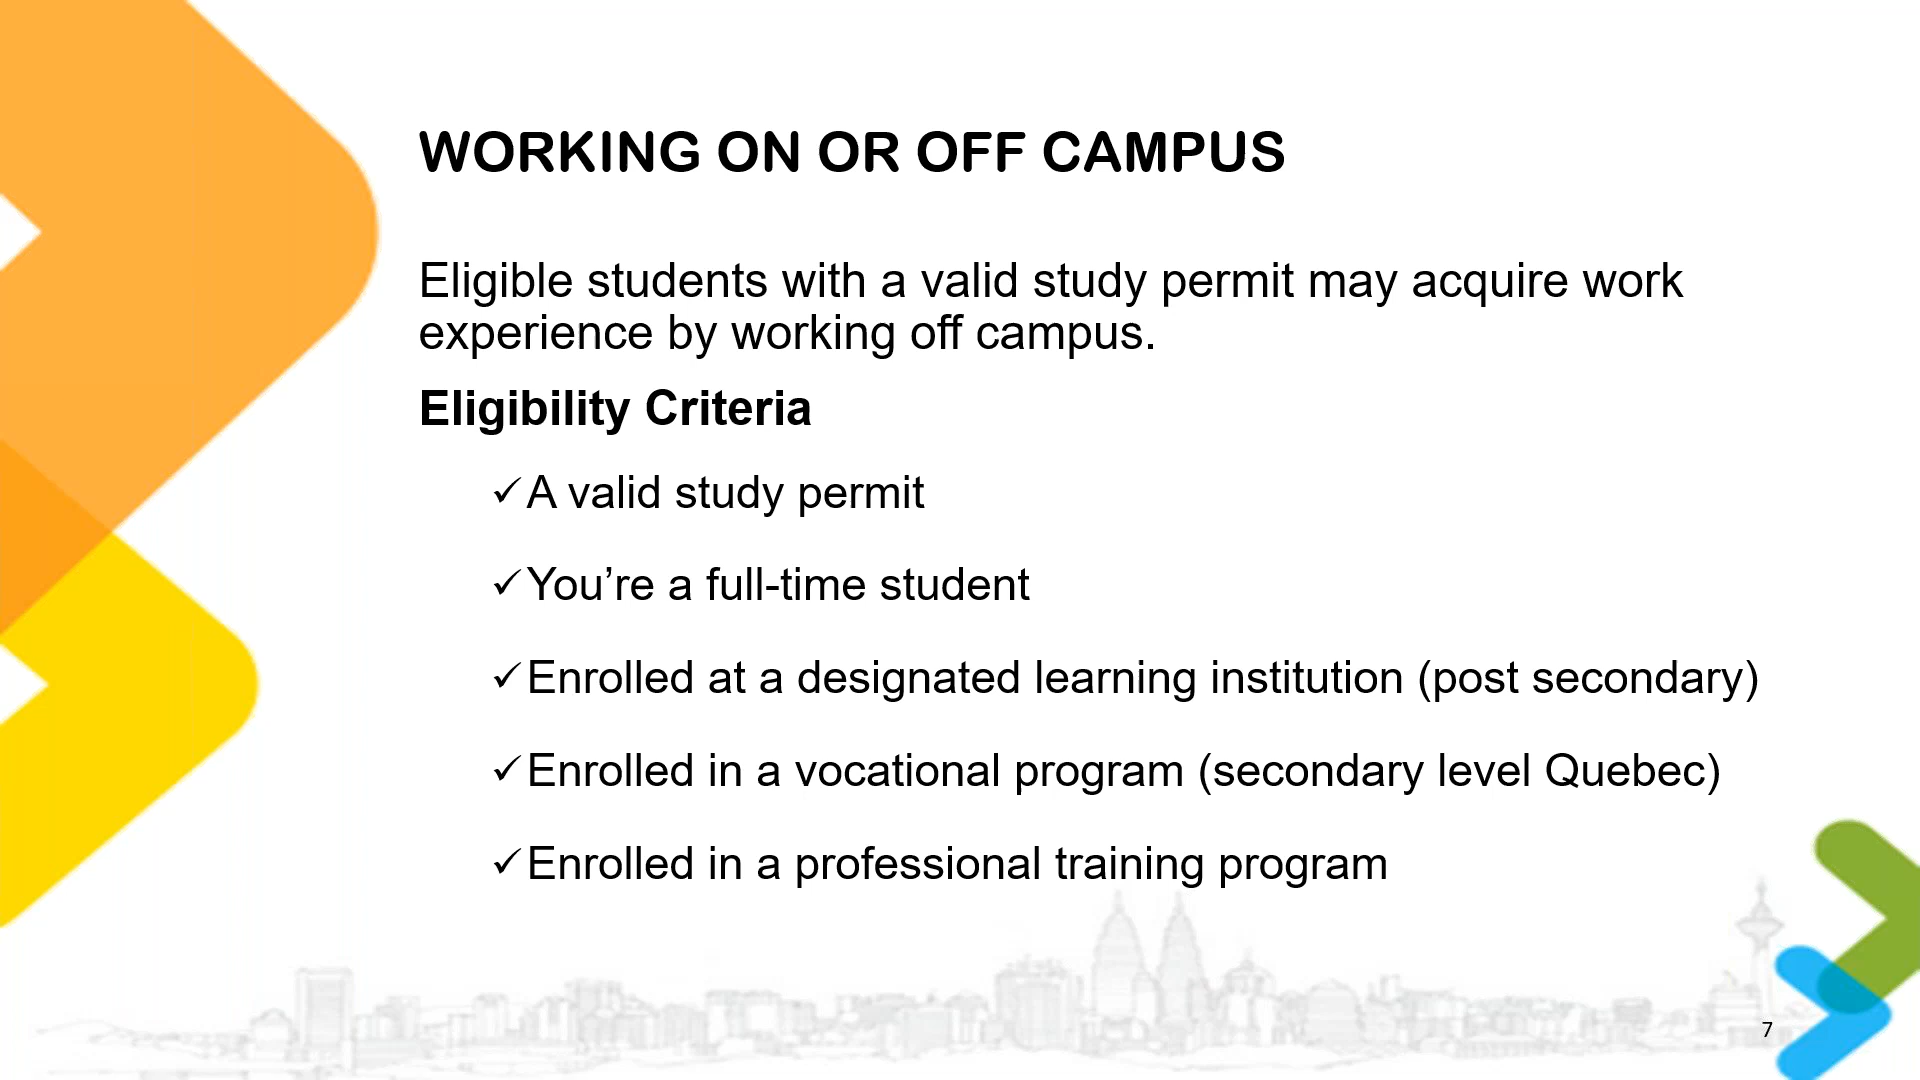 WORKING ON OR OFF CAMPUS
Eligible students with a valid study permit may acquire work
experience by working off campus.
Eligibility Criteria
✓A valid study permit
✓You’re a full-time student
✓Enrolled at a designated learning institution (post secondary)
✓Enrolled in a vocational program (secondary level Quebec)
✓Enrolled in a professional training program
7